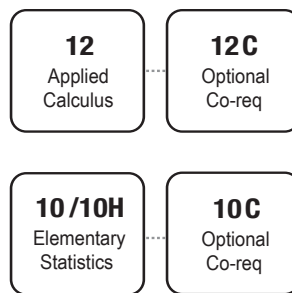 12
Applied
Calculus
12C
Optional
Co-req
10/10H
Elementary
Statistics
10C
Optional
Co-req